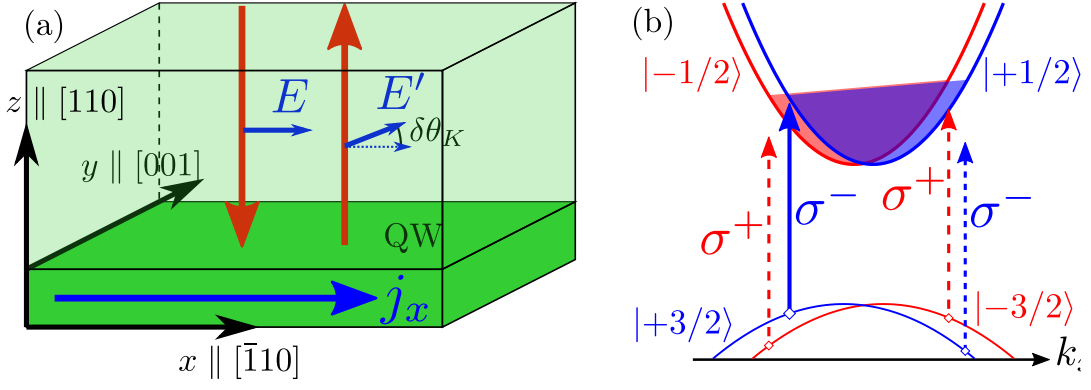 (a)
z ∥ [110]
E
E′
δθ_K
y ∥ [001]
QW
j_x
x ∥ [1̄10]
(b)
|−1/2⟩
|+1/2⟩
σ⁺
σ⁻
σ⁺
σ⁻
|+3/2⟩
|−3/2⟩